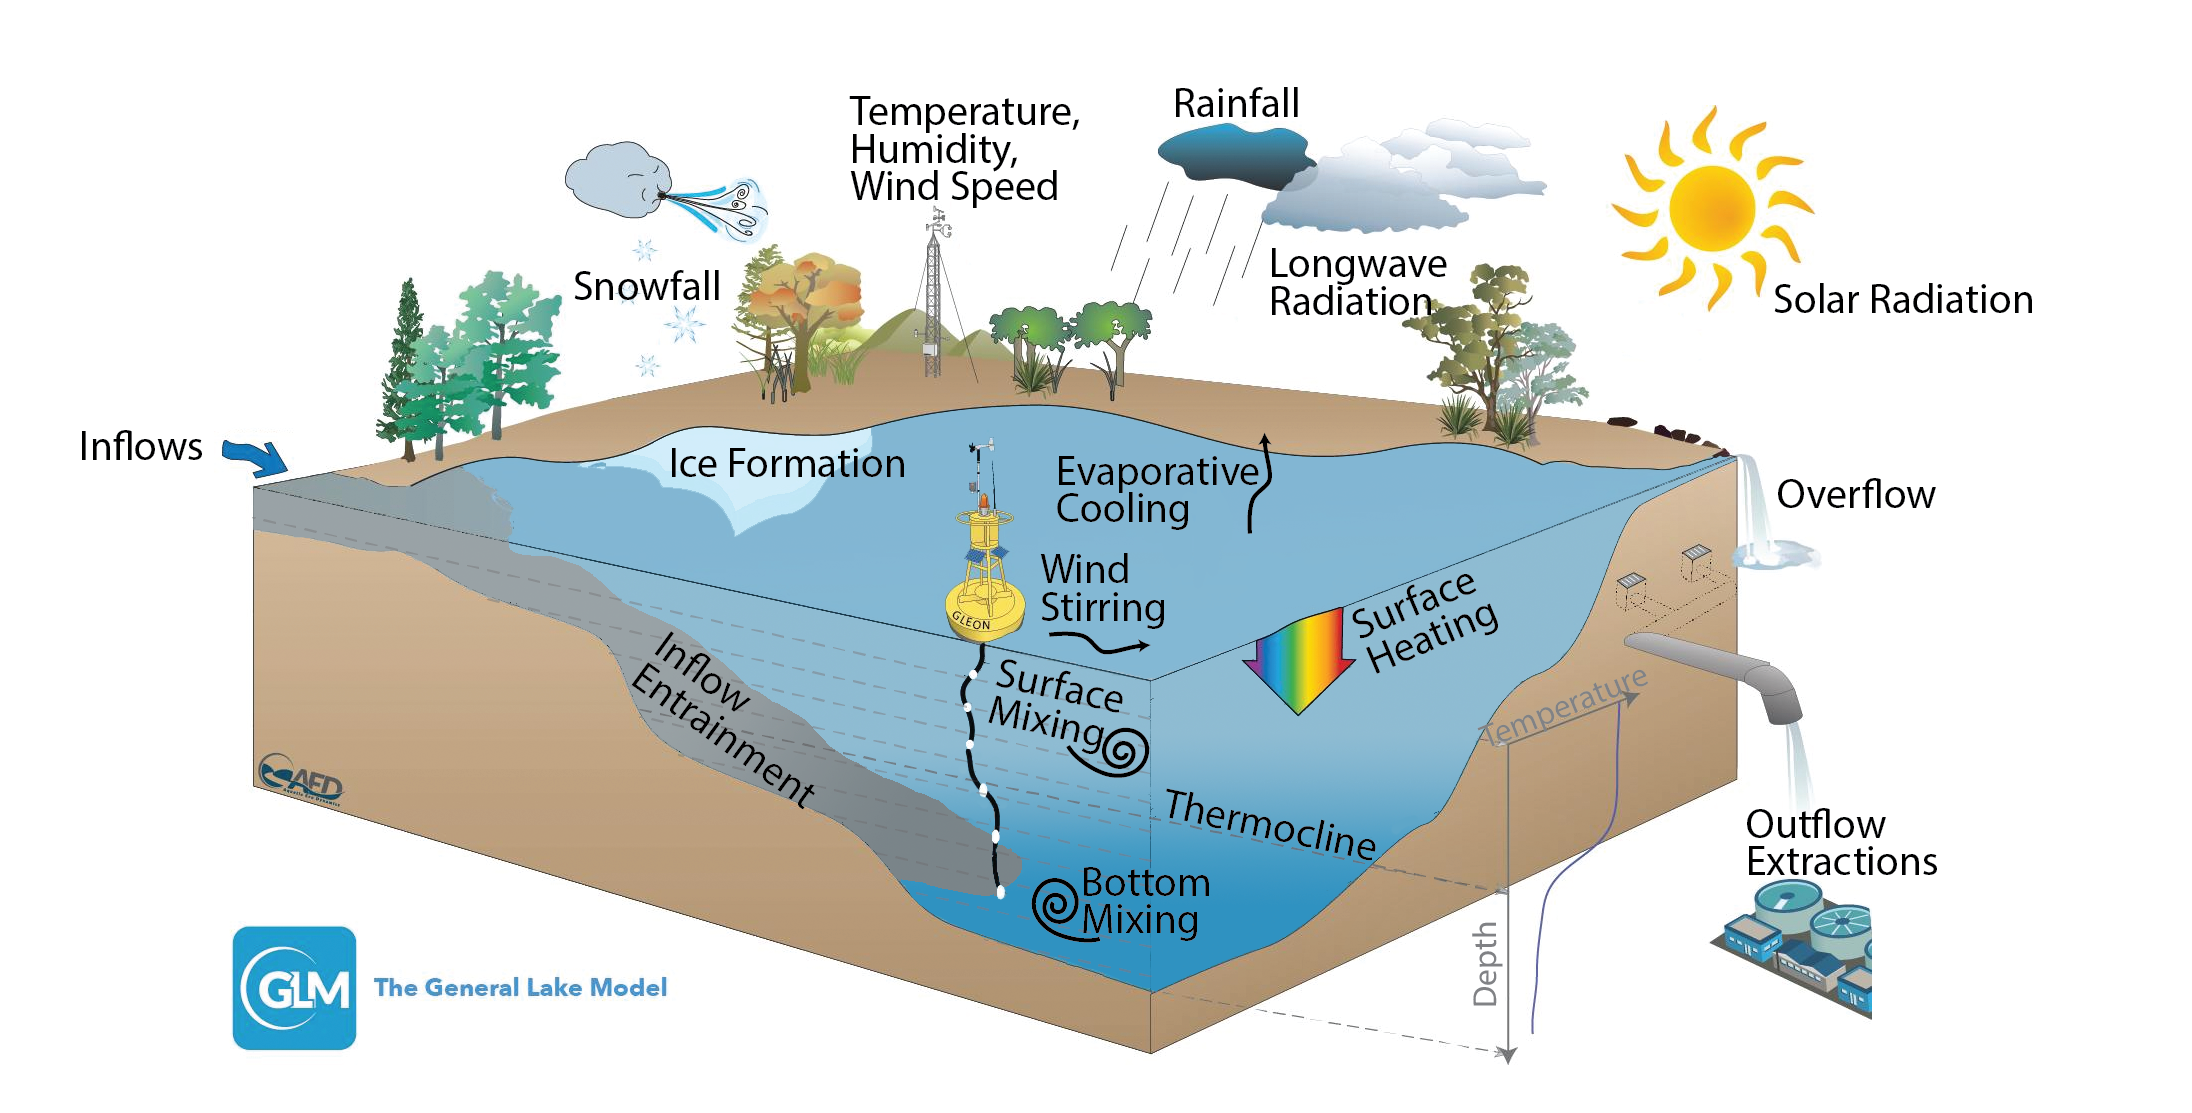 Rainfall
Temperature,
Humidity,
Wind Speed
Snowfall
Longwave
Radiation
Solar Radiation
Inflows
Ice Formation
Evaporative
Cooling
Overflow
Wind
Stirring
GLEON
Surface
Heating
Inflow
Entrainment
Surface
Mixing
Temperature
Thermocline
AED
Outflow
Extractions
Bottom
Mixing
Depth
GLM
The General Lake Model